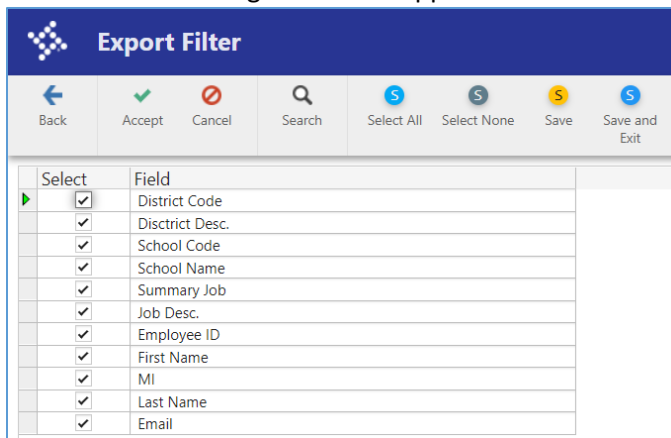 Export Filter
Back Accept Cancel Search S Select All S Select None S Save S Save and Exit
Select Field
District Code
Disctrict Desc.
School Code
School Name
Summary Job
Job Desc.
Employee ID
First Name
MI
Last Name
Email